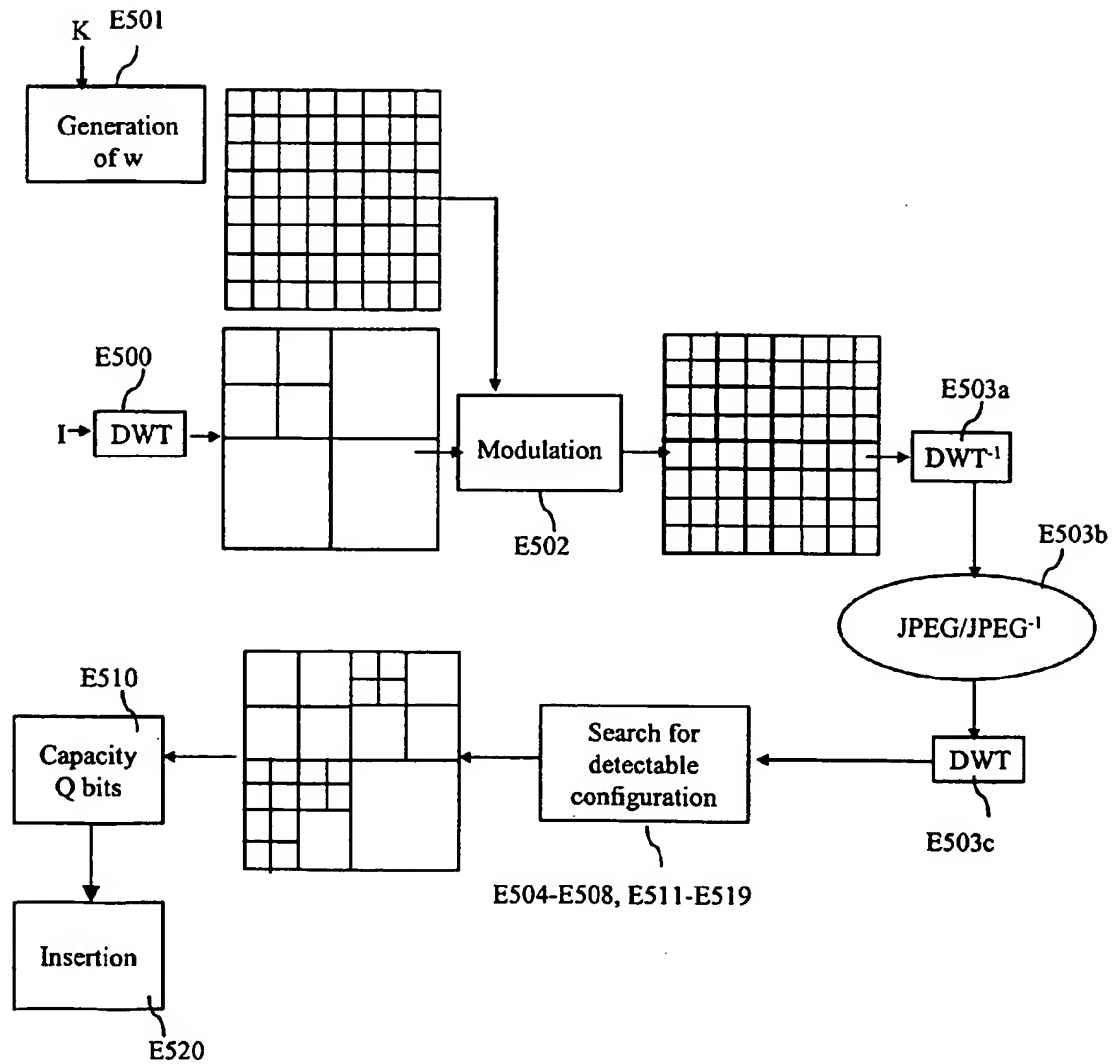 K
E501
Generation
of w
E500
I
DWT
Modulation
E502
E503a
DWT-1
E503b
JPEG/JPEG-1
DWT
E503c
Search for
detectable
configuration
E504-E508, E511-E519
E510
Capacity
Q bits
Insertion
E520